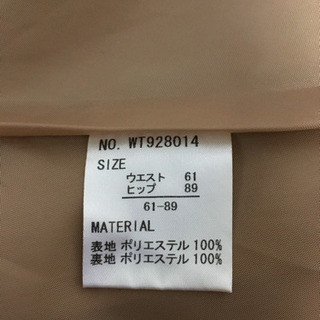 NO. WT928014
SIZE
ウエスト 61
ヒップ 89
61-89
MATERIAL
表地 ポリエステル 100%
裏地 ポリエステル 100%